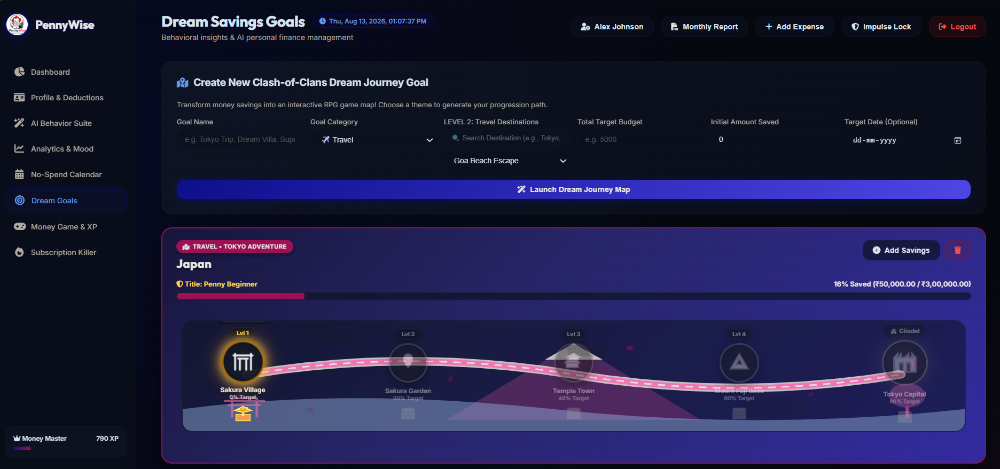 PennyWise
Dashboard
Profile & Deductions
AI Behavior Suite
Analytics & Mood
No-Spend Calendar
Dream Goals
Money Game & XP
Subscription Killer
Money Master 790 XP
Dream Savings Goals
Thu, Aug 13, 2026, 01:07:37 PM
Behavioral insights & AI personal finance management
Alex Johnson
Monthly Report
Add Expense
Impulse Lock
Logout
Create New Clash-of-Clans Dream Journey Goal
Transform money savings into an interactive RPG game map! Choose a theme to generate your progression path.
Goal Name
e.g. Tokyo Trip, Dream Villa, Supe
Goal Category
Travel
LEVEL 2: Travel Destinations
Search Destination (e.g., Tokyo,
Goa Beach Escape
Total Target Budget
e.g. 5000
Initial Amount Saved
0
Target Date (Optional)
dd-mm-yyyy
Launch Dream Journey Map
TRAVEL • TOKYO ADVENTURE
Add Savings
Japan
Title: Penny Beginner
16% Saved (₹50,000.00 / ₹3,00,000.00)
Lvl 1
Sakura Village
0% Target
Lvl 2
Sakura Garden
20% Target
Lvl 3
Temple Town
40% Target
Lvl 4
Mount Fuji Base
60% Target
Citadel
Tokyo Capital
80% Target